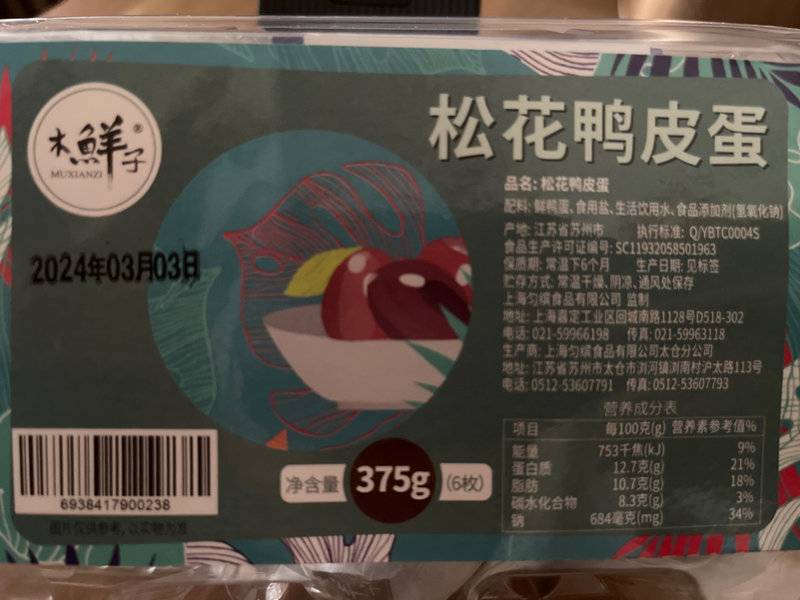 木鲜子®
MUXIANZI
松花鸭皮蛋
2024年03月03日
品名: 松花鸭皮蛋
配料: 鲜鸭蛋、食用盐、生活饮用水、食品添加剂(氢氧化钠)
产地: 江苏省苏州市 执行标准: Q/YBTC0004S
食品生产许可证编号: SC11932058501963
保质期: 常温下6个月 生产日期: 见标签
贮存方式: 常温干燥、阴凉、通风处保存
上海匀缤食品有限公司 监制
地址: 上海嘉定工业区回城南路1128号D518-302
电话: 021-59966198 传真: 021-59963118
生产商: 上海匀缤食品有限公司太仓分公司
地址: 江苏省苏州市太仓市浏河镇浏南村沪太路113号
电话: 0512-53607791 传真: 0512-53607793
营养成分表
项目 每100克(g) 营养素参考值%
能量 753千焦(kJ) 9%
蛋白质 12.7克(g) 21%
脂肪 10.7克(g) 18%
碳水化合物 8.3克(g) 3%
钠 684毫克(mg) 34%
净含量 375g (6枚)
6938417900238
图片仅供参考, 以实物为准